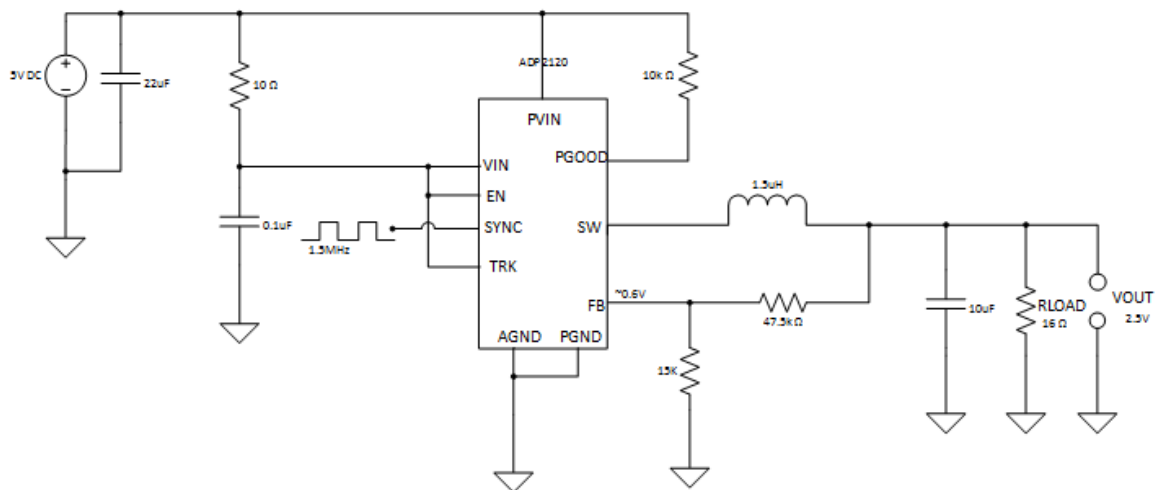 ADP2120
5V DC
22uF
10 Ω
10k Ω
PVIN
PGOOD
VIN
EN
1.5uH
0.1uF
SYNC
SW
1.5MHz
TRK
~0.6V
FB
47.5k Ω
10uF
RLOAD
16 Ω
VOUT
2.5V
AGND
PGND
15K